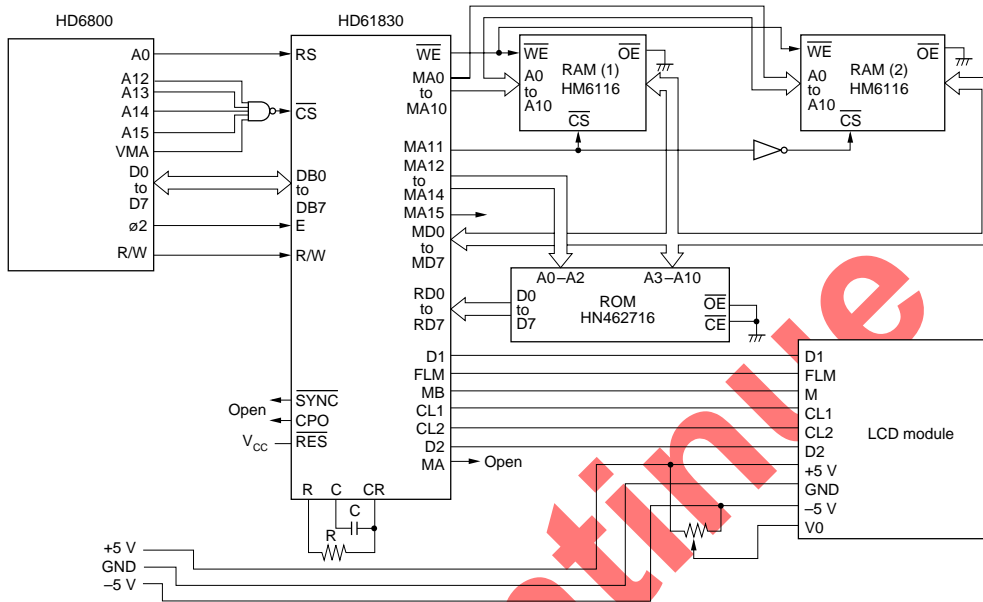 HD6800
HD61830
A0
A12
A13
A14
A15
VMA
D0
to
D7
ø2
R/W
RS
CS
DB0
to
DB7
E
R/W
SYNC
CPO
RES
Open
VCC
R
C
CR
C
R
WE
MA0
to
MA10
MA11
MA12
to
MA14
MA15
MD0
to
MD7
RD0
to
RD7
D1
FLM
MB
CL1
CL2
D2
MA
Open
WE
OE
A0
to
A10
RAM (1)
HM6116
CS
WE
OE
A0
to
A10
RAM (2)
HM6116
CS
A0–A2
A3–A10
D0
to
D7
ROM
HN462716
OE
CE
D1
FLM
M
CL1
CL2
D2
+5 V
GND
–5 V
V0
LCD module
+5 V
GND
–5 V
ntinue